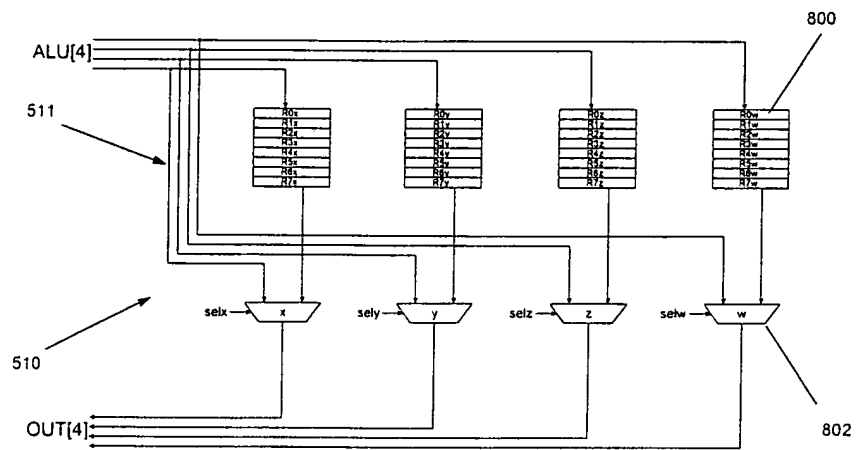 800
ALU[4]
511
R0x R0y R0z R0w
R1x R1y R1z R1w
R2x R2y R2z R2w
R3x R3y R3z R3w
R4x R4y R4z R4w
R5x R5y R5z R5w
R6x R6y R6z R6w
R7x R7y R7z R7w
selx x sely y selz z selw w
510
OUT[4]
802